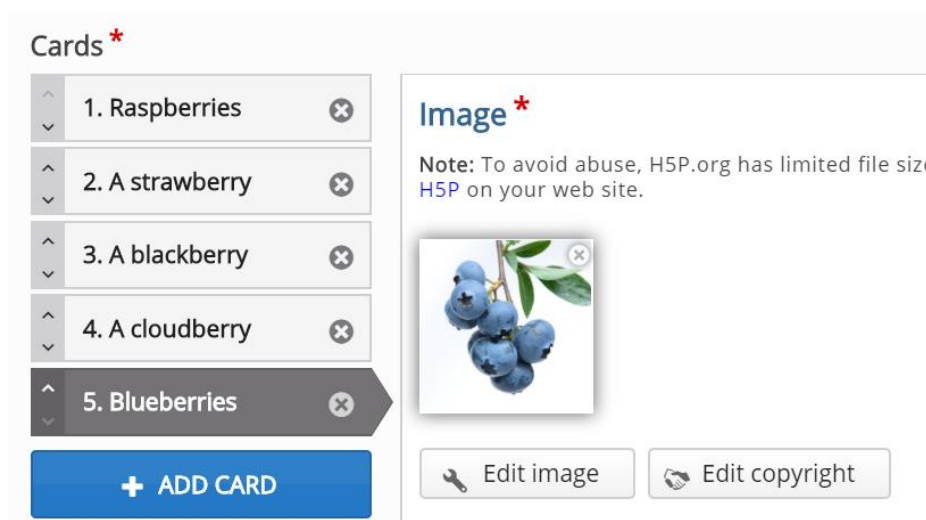 Cards *
1. Raspberries
2. A strawberry
3. A blackberry
4. A cloudberry
5. Blueberries
+ ADD CARD
Image *
Note: To avoid abuse, H5P.org has limited file size
H5P on your web site.
Edit image
Edit copyright